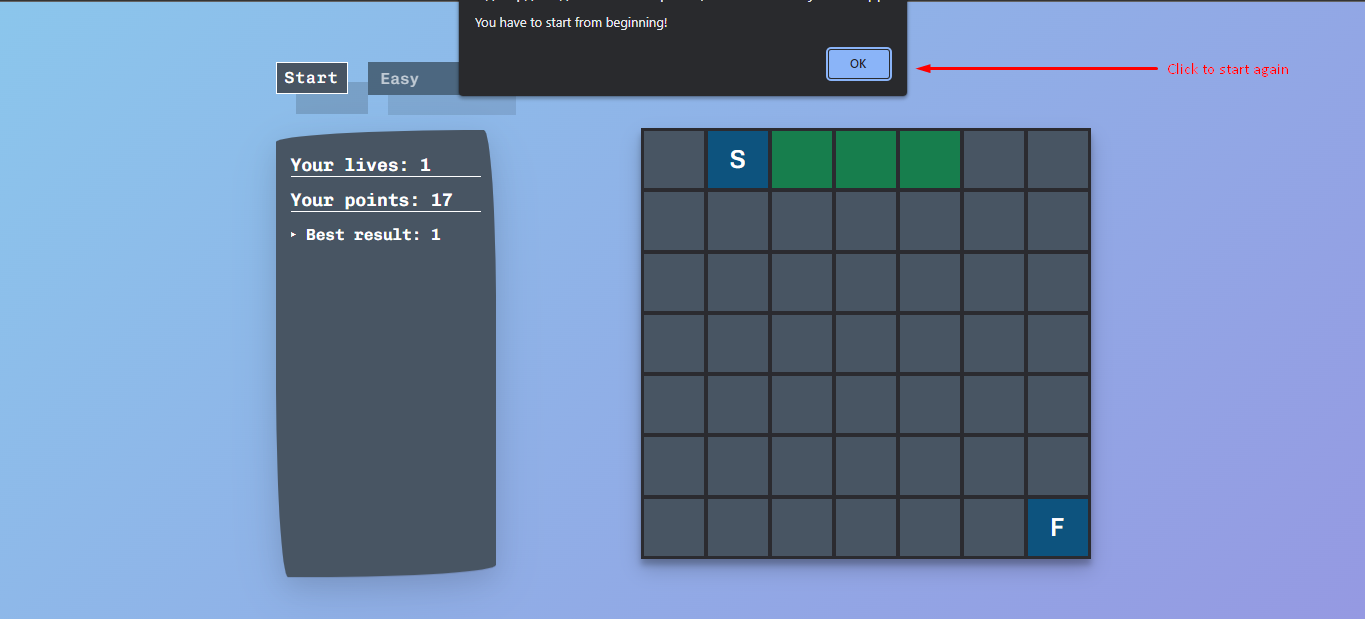 You have to start from beginning!
OK
Click to start again
Start
Easy
Your lives: 1
Your points: 17
▸ Best result: 1
S
F